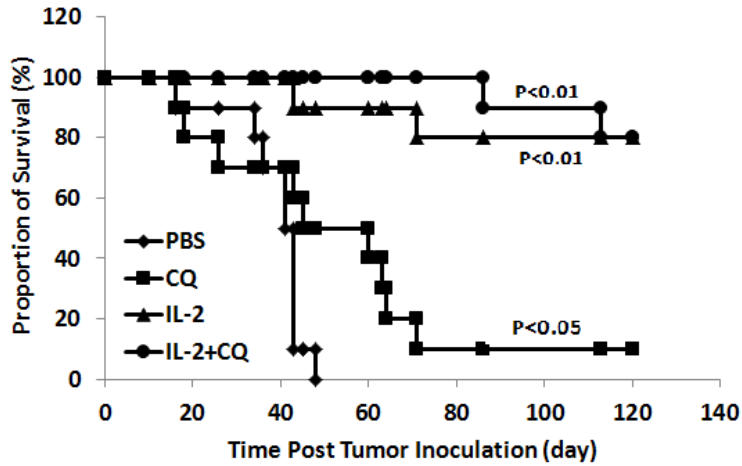 120
100
80
60
40
20
0
Proportion of Survival (%)
P<0.01
P<0.01
P<0.05
PBS
CQ
IL-2
IL-2+CQ
0 20 40 60 80 100 120 140
Time Post Tumor Inoculation (day)